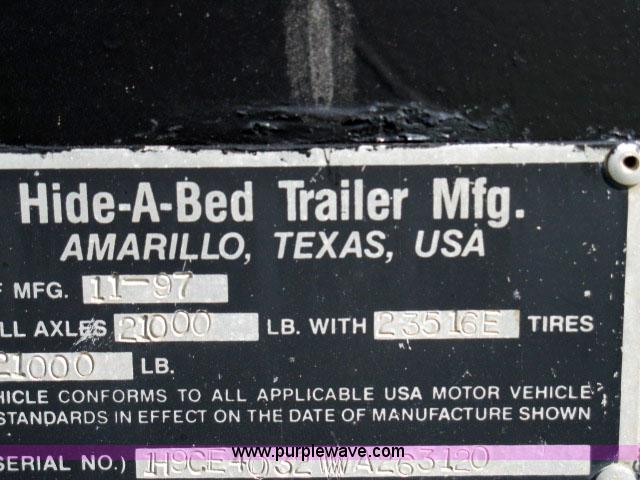 Hide-A-Bed Trailer Mfg.
AMARILLO, TEXAS, USA
F MFG. 11-97
LL AXLES 21000 LB. WITH 23516E TIRES
21000 LB.
HICLE CONFORMS TO ALL APPLICABLE USA MOTOR VEHICLE
STANDARDS IN EFFECT ON THE DATE OF MANUFACTURE SHOWN
www.purplewave.com
SERIAL NO.)